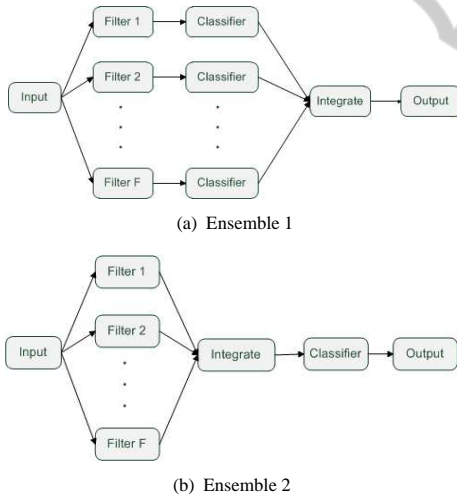 Filter 1 Classifier
Filter 2 Classifier
Input Integrate Output
Filter F Classifier
(a) Ensemble 1
Filter 1
Filter 2
Input Integrate Classifier Output
Filter F
(b) Ensemble 2